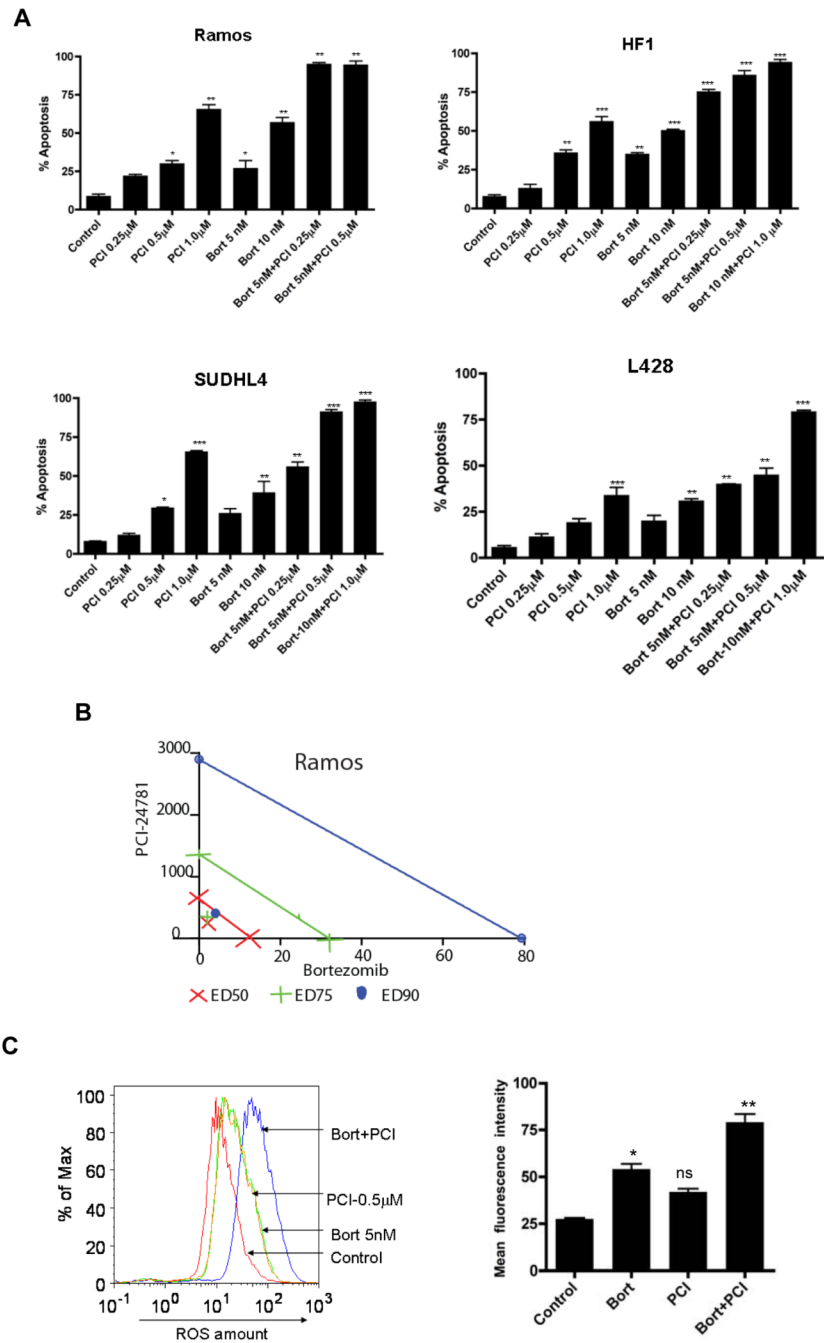 A
Ramos
% Apoptosis
100
75
50
25
0
*
**
*
**
**
**
Control
PCI 0.25μM
PCI 0.5μM
PCI 1.0μM
Bort 5 nM
Bort 10 nM
Bort 5nM+PCI 0.25μM
Bort 5nM+PCI 0.5μM
HF1
% Apoptosis
100
75
50
25
0
**
***
**
***
***
***
***
Control
PCI 0.25μM
PCI 0.5μM
PCI 1.0μM
Bort 5 nM
Bort 10 nM
Bort 5nM+PCI 0.25μM
Bort 5nM+PCI 0.5μM
Bort 10 nM+PCI 1.0 μM
SUDHL4
% Apoptosis
100
75
50
25
0
*
***
**
**
***
***
Control
PCI 0.25μM
PCI 0.5μM
PCI 1.0μM
Bort 5 nM
Bort 10 nM
Bort 5nM+PCI 0.25μM
Bort 5nM+PCI 0.5μM
Bort-10nM+PCI 1.0μM
L428
% Apoptosis
100
75
50
25
0
***
**
**
**
***
Control
PCI 0.25μM
PCI 0.5μM
PCI 1.0μM
Bort 5 nM
Bort 10 nM
Bort 5nM+PCI 0.25μM
Bort 5nM+PCI 0.5μM
Bort-10nM+PCI 1.0μM
B
Ramos
PCI-24781
3000
2000
1000
0
0 20 40 60 80
Bortezomib
ED50 ED75 ED90
C
% of Max
100
80
60
40
20
0
10-1 100 101 102 103
ROS amount
Bort+PCI
PCI-0.5μM
Bort 5nM
Control
Mean fluorescence intensity
100
75
50
25
0
*
ns
**
Control
Bort
PCI
Bort+PCI